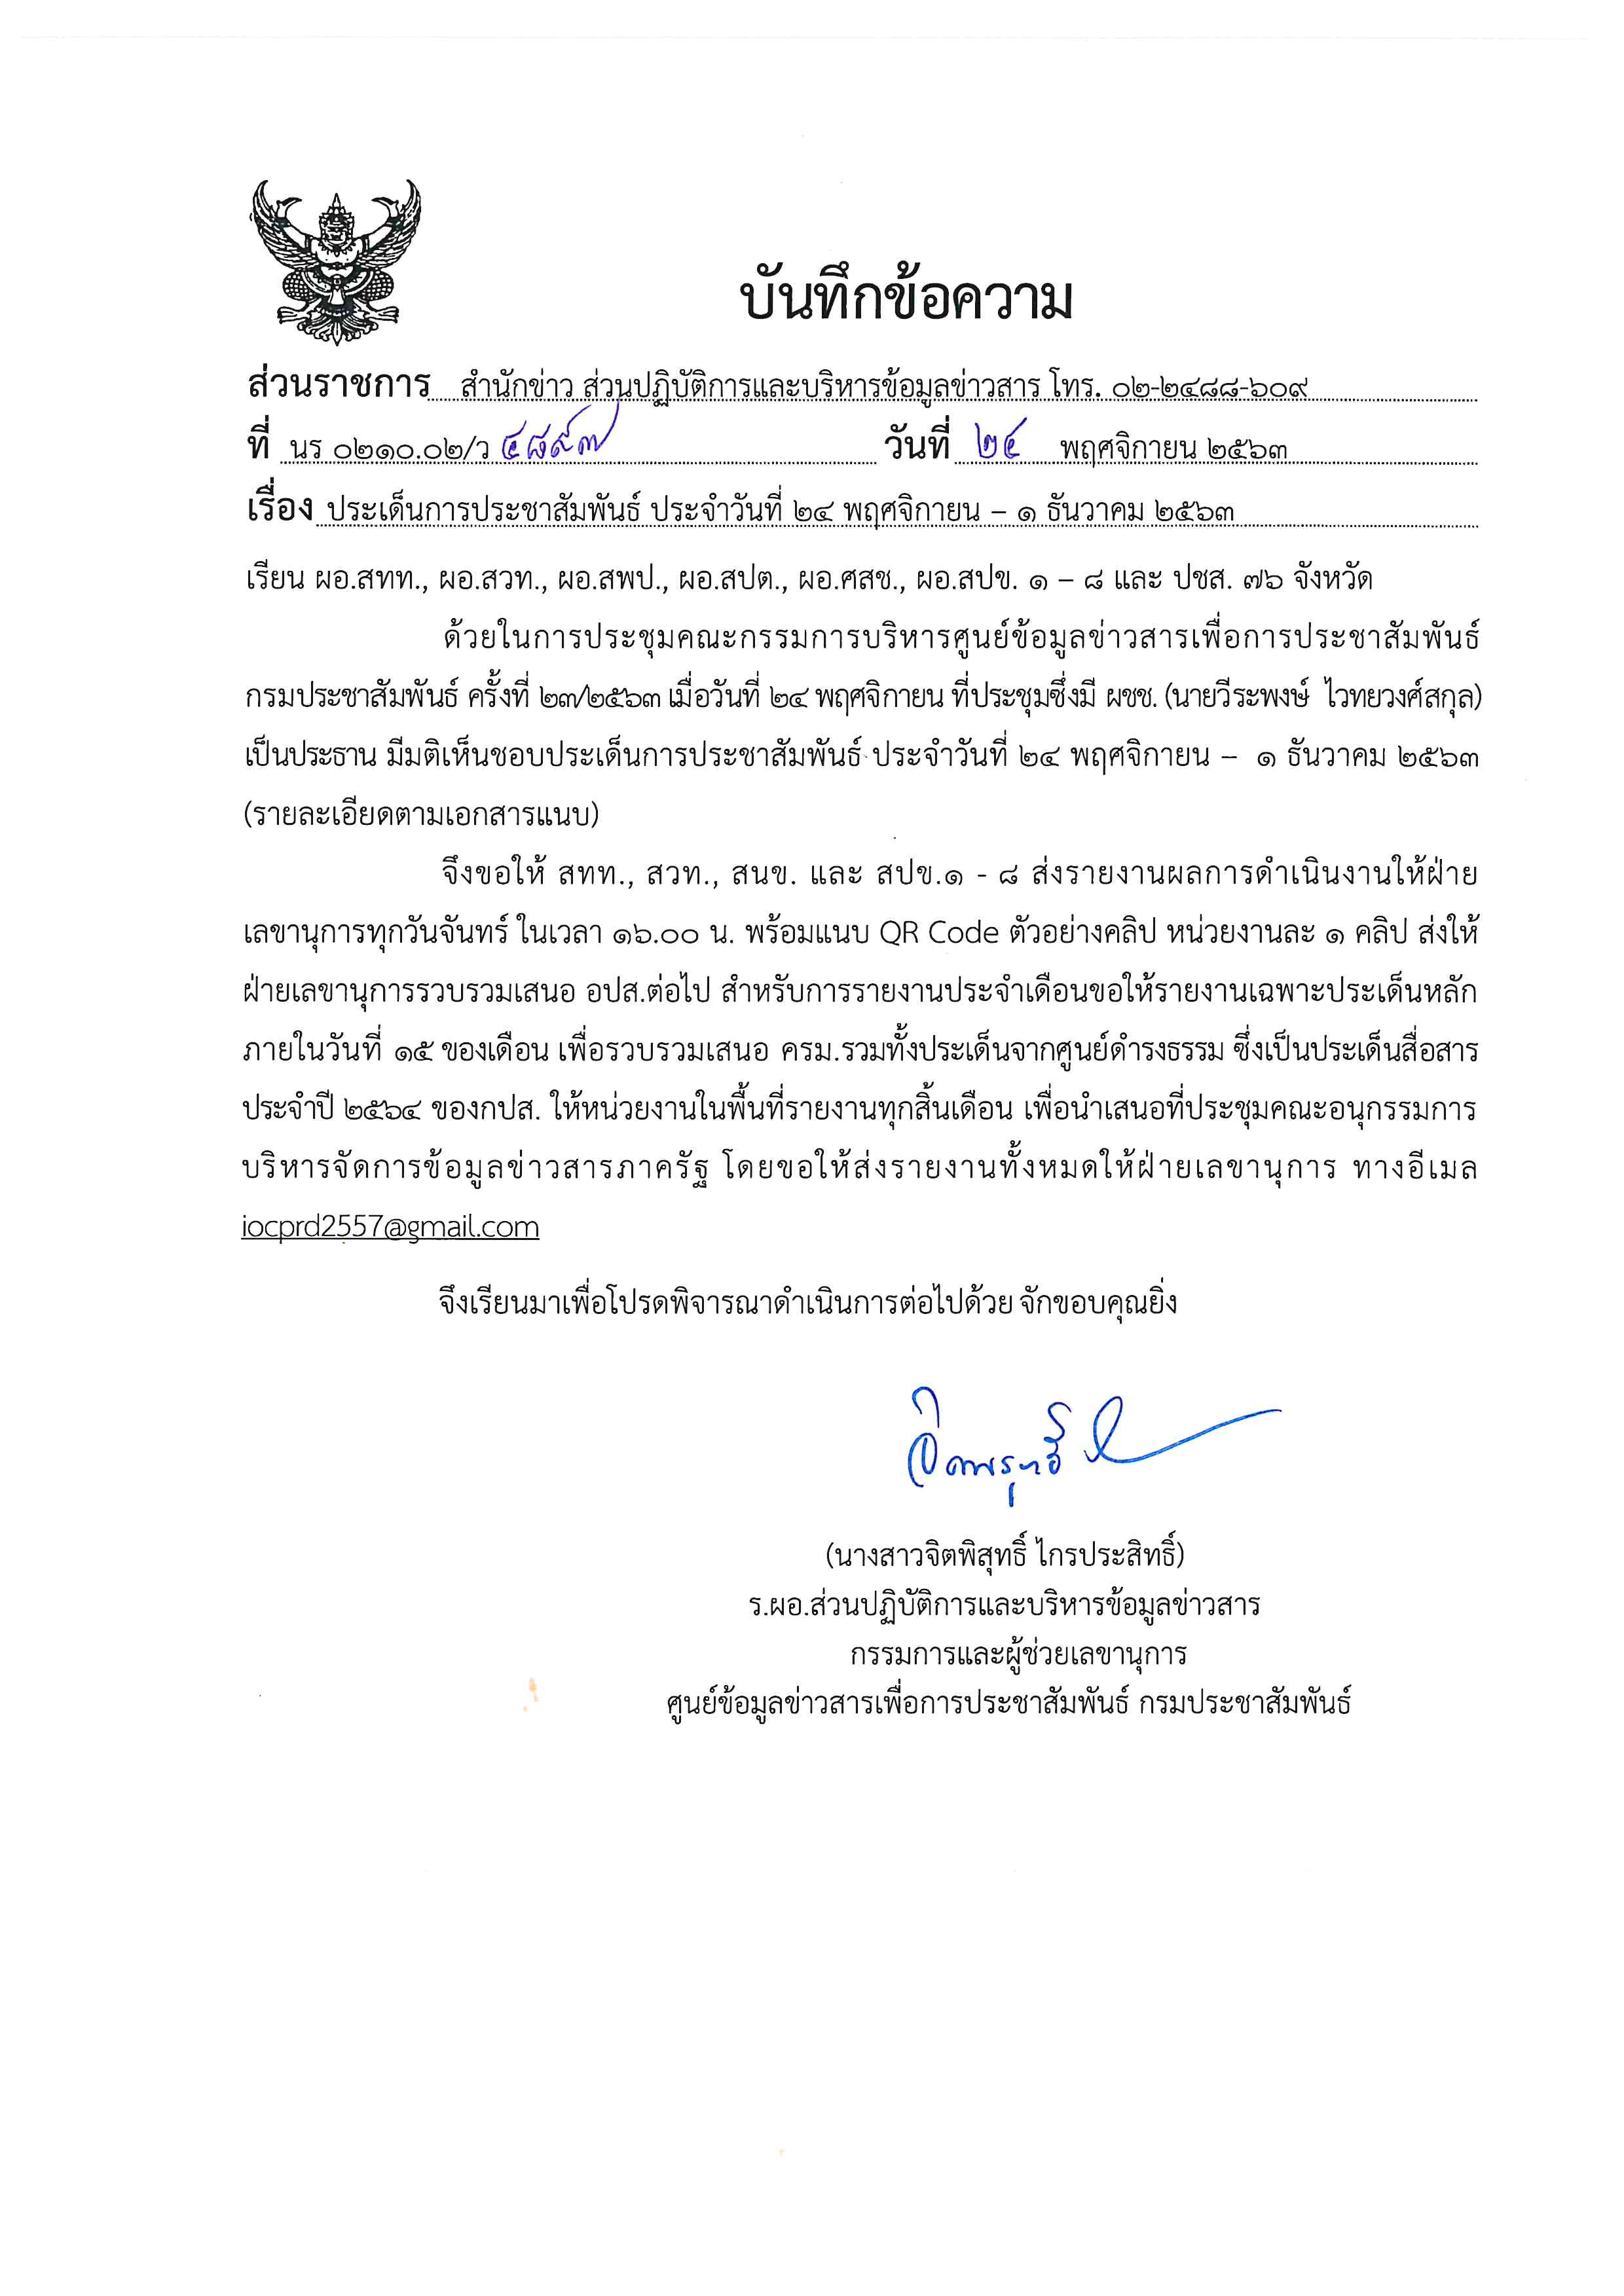 บันทึกข้อความ
ส่วนราชการ สำนักข่าว ส่วนปฏิบัติการและบริหารข้อมูลข่าวสาร โทร. ๐๒-๒๔๘๘-๖๐๙
ที่ นร ๐๒๑๐.๐๒/ว ๔๘๙๗ วันที่ ๒๔ พฤศจิกายน ๒๕๖๓
เรื่อง ประเด็นการประชาสัมพันธ์ ประจำวันที่ ๒๔ พฤศจิกายน – ๑ ธันวาคม ๒๕๖๓
เรียน ผอ.สทท., ผอ.สวท., ผอ.สพป., ผอ.สปต., ผอ.ศสช., ผอ.สปข. ๑ – ๘ และ ปชส. ๗๖ จังหวัด
ด้วยในการประชุมคณะกรรมการบริหารศูนย์ข้อมูลข่าวสารเพื่อการประชาสัมพันธ์
กรมประชาสัมพันธ์ ครั้งที่ ๒๓/๒๕๖๓ เมื่อวันที่ ๒๔ พฤศจิกายน ที่ประชุมซึ่งมี ผชช. (นายวีระพงษ์ ไวทยวงศ์สกุล)
เป็นประธาน มีมติเห็นชอบประเด็นการประชาสัมพันธ์ ประจำวันที่ ๒๔ พฤศจิกายน – ๑ ธันวาคม ๒๕๖๓
(รายละเอียดตามเอกสารแนบ)
จึงขอให้ สทท., สวท., สนข. และ สปข.๑ - ๘ ส่งรายงานผลการดำเนินงานให้ฝ่าย
เลขานุการทุกวันจันทร์ ในเวลา ๑๖.๐๐ น. พร้อมแนบ QR Code ตัวอย่างคลิป หน่วยงานละ ๑ คลิป ส่งให้
ฝ่ายเลขานุการรวบรวมเสนอ อปส.ต่อไป สำหรับการรายงานประจำเดือนขอให้รายงานเฉพาะประเด็นหลัก
ภายในวันที่ ๑๕ ของเดือน เพื่อรวบรวมเสนอ ครม.รวมทั้งประเด็นจากศูนย์ดำรงธรรม ซึ่งเป็นประเด็นสื่อสาร
ประจำปี ๒๕๖๔ ของกปส. ให้หน่วยงานในพื้นที่รายงานทุกสิ้นเดือน เพื่อนำเสนอที่ประชุมคณะอนุกรรมการ
บริหารจัดการข้อมูลข่าวสารภาครัฐ โดยขอให้ส่งรายงานทั้งหมดให้ฝ่ายเลขานุการ ทางอีเมล
iocprd2557@gmail.com
จึงเรียนมาเพื่อโปรดพิจารณาดำเนินการต่อไปด้วย จักขอบคุณยิ่ง
(นางสาวจิตพิสุทธิ์ ไกรประสิทธิ์)
ร.ผอ.ส่วนปฏิบัติการและบริหารข้อมูลข่าวสาร
กรรมการและผู้ช่วยเลขานุการ
ศูนย์ข้อมูลข่าวสารเพื่อการประชาสัมพันธ์ กรมประชาสัมพันธ์